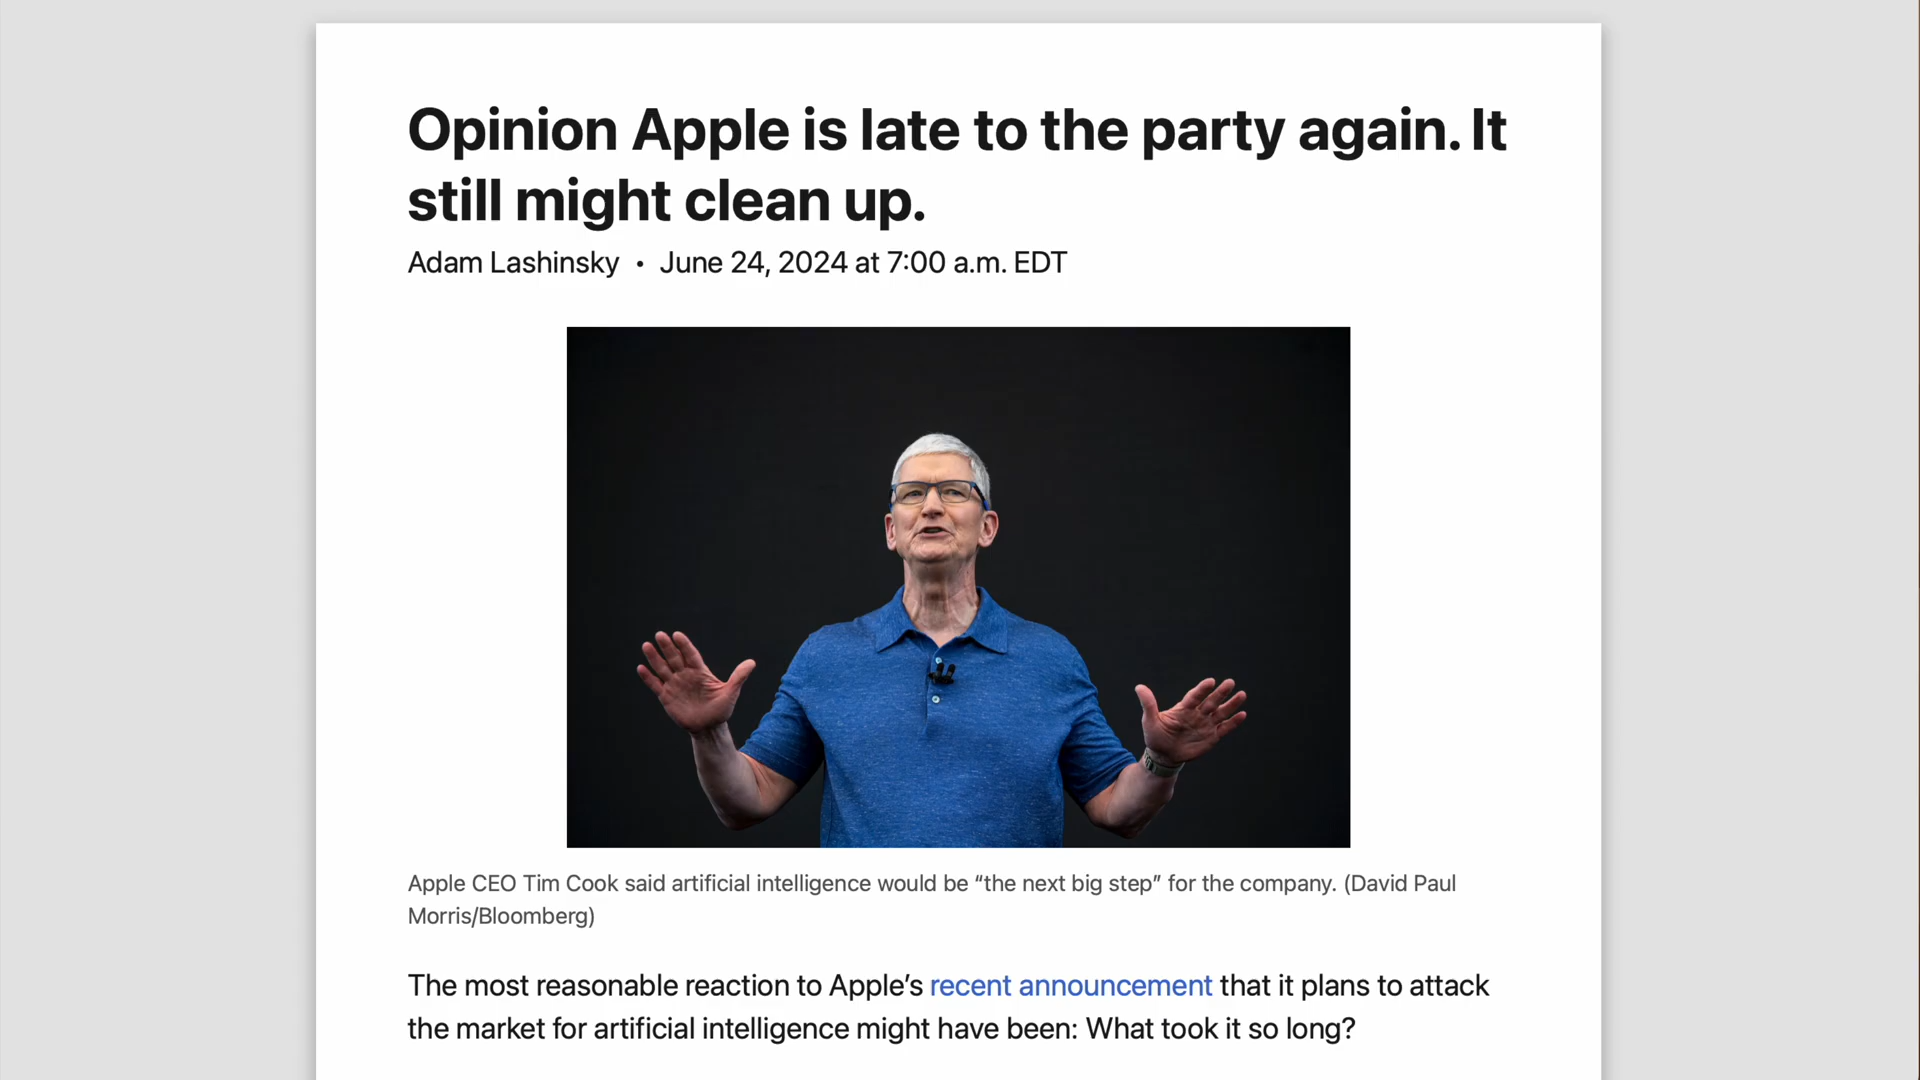 Opinion Apple is late to the party again. It
still might clean up.
Adam Lashinsky • June 24, 2024 at 7:00 a.m. EDT
Apple CEO Tim Cook said artificial intelligence would be “the next big step” for the company. (David Paul
Morris/Bloomberg)
The most reasonable reaction to Apple’s recent announcement that it plans to attack
the market for artificial intelligence might have been: What took it so long?